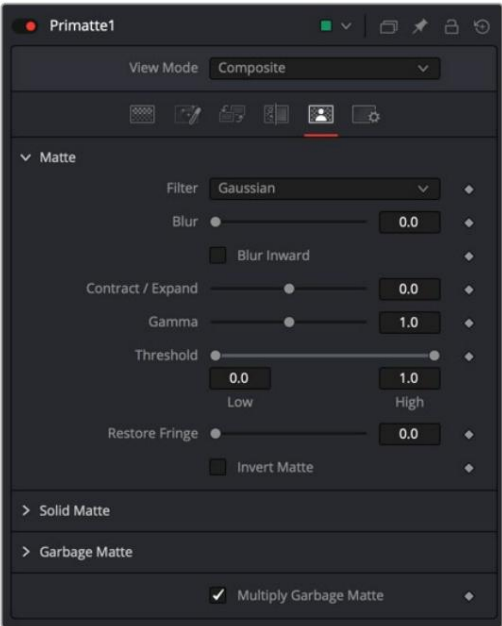 Primatte1
View Mode Composite
Matte
Filter Gaussian
Blur 0.0
Blur Inward
Contract / Expand 0.0
Gamma 1.0
Threshold
0.0 1.0
Low High
Restore Fringe 0.0
Invert Matte
Solid Matte
Garbage Matte
Multiply Garbage Matte